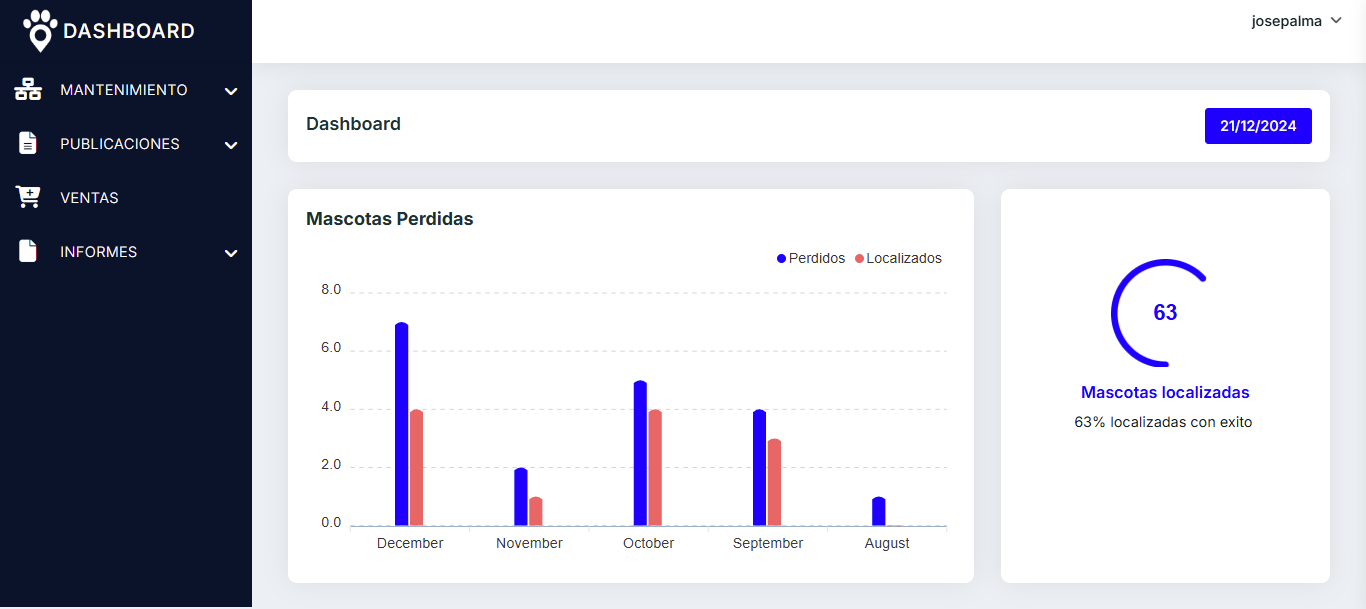 DASHBOARD
josepalma
MANTENIMIENTO
PUBLICACIONES
VENTAS
INFORMES
Dashboard
21/12/2024
Mascotas Perdidas
Perdidos Localizados
8.0
6.0
4.0
2.0
0.0
December November October September August
63
Mascotas localizadas
63% localizadas con exito